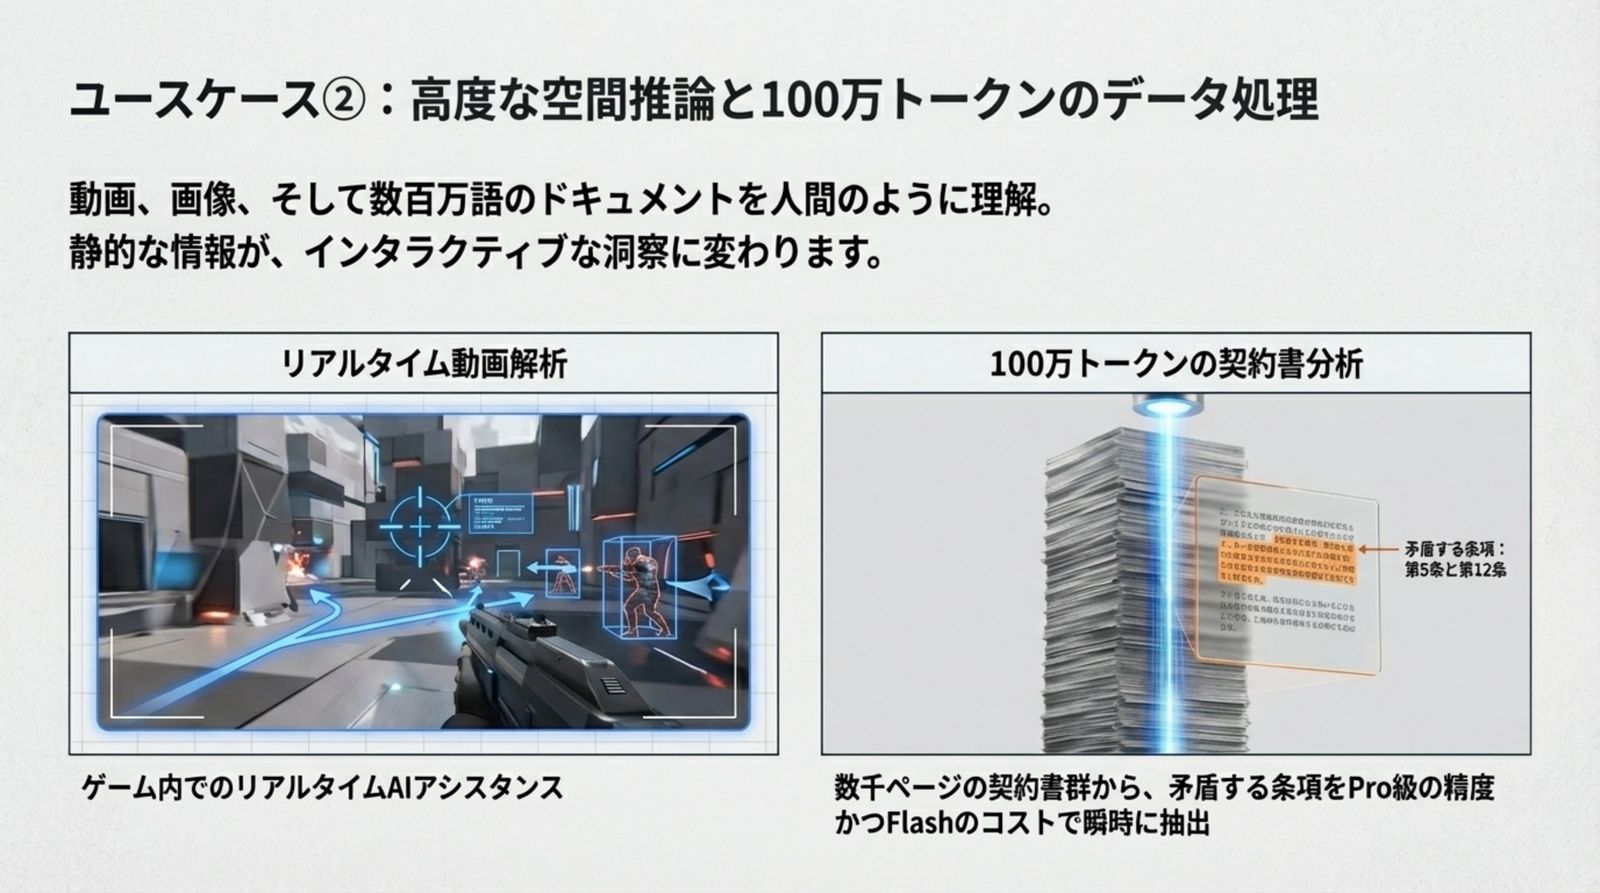 ユースケース②：高度な空間推論と100万トークンのデータ処理
動画、画像、そして数百万語のドキュメントを人間のように理解。
静的な情報が、インタラクティブな洞察に変わります。
リアルタイム動画解析
ゲーム内でのリアルタイムAIアシスタンス
100万トークンの契約書分析
矛盾する条項：
第5条と第12条
数千ページの契約書群から、矛盾する条項をPro級の精度
かつFlashのコストで瞬時に抽出